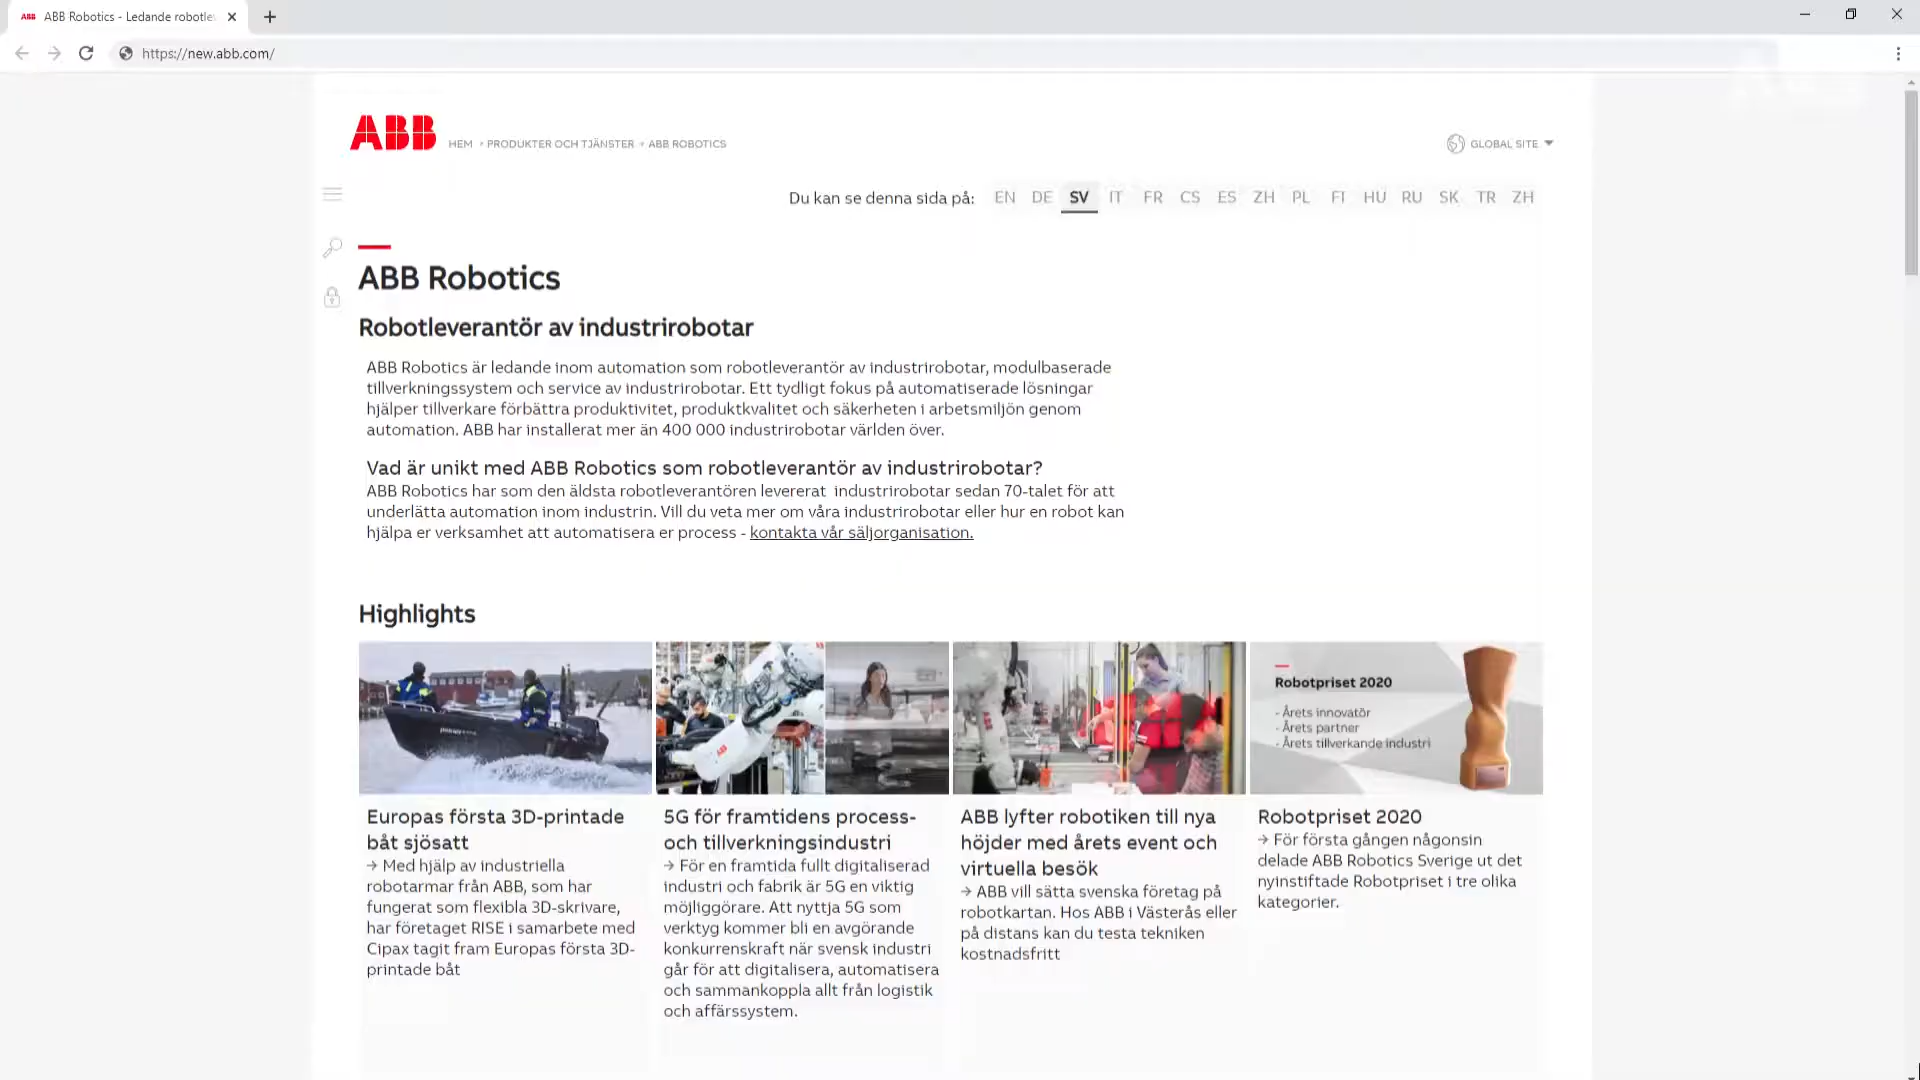 ABB Robotics - Ledande robotle
https://new.abb.com/
ABB
HEM › PRODUKTER OCH TJÄNSTER › ABB ROBOTICS
GLOBAL SITE
Du kan se denna sida på: EN DE SV IT FR CS ES ZH PL FI HU RU SK TR ZH
ABB Robotics
Robotleverantör av industrirobotar
ABB Robotics är ledande inom automation som robotleverantör av industrirobotar, modulbaserade
tillverkningssystem och service av industrirobotar. Ett tydligt fokus på automatiserade lösningar
hjälper tillverkare förbättra produktivitet, produktkvalitet och säkerheten i arbetsmiljön genom
automation. ABB har installerat mer än 400 000 industrirobotar världen över.
Vad är unikt med ABB Robotics som robotleverantör av industrirobotar?
ABB Robotics har som den äldsta robotleverantören levererat industrirobotar sedan 70-talet för att
underlätta automation inom industrin. Vill du veta mer om våra industrirobotar eller hur en robot kan
hjälpa er verksamhet att automatisera er process - kontakta vår säljorganisation.
Highlights
Robotpriset 2020
- Årets innovatör
- Årets partner
- Årets tillverkande industri
Europas första 3D-printade
båt sjösatt
→ Med hjälp av industriella
robotarmar från ABB, som har
fungerat som flexibla 3D-skrivare,
har företaget RISE i samarbete med
Cipax tagit fram Europas första 3D-
printade båt
5G för framtidens process-
och tillverkningsindustri
→ För en framtida fullt digitaliserad
industri och fabrik är 5G en viktig
möjliggörare. Att nyttja 5G som
verktyg kommer bli en avgörande
konkurrenskraft när svensk industri
går för att digitalisera, automatisera
och sammankoppla allt från logistik
och affärssystem.
ABB lyfter robotiken till nya
höjder med årets event och
virtuella besök
→ ABB vill sätta svenska företag på
robotkartan. Hos ABB i Västerås eller
på distans kan du testa tekniken
kostnadsfritt
Robotpriset 2020
→ För första gången någonsin
delade ABB Robotics Sverige ut det
nyinstiftade Robotpriset i tre olika
kategorier.